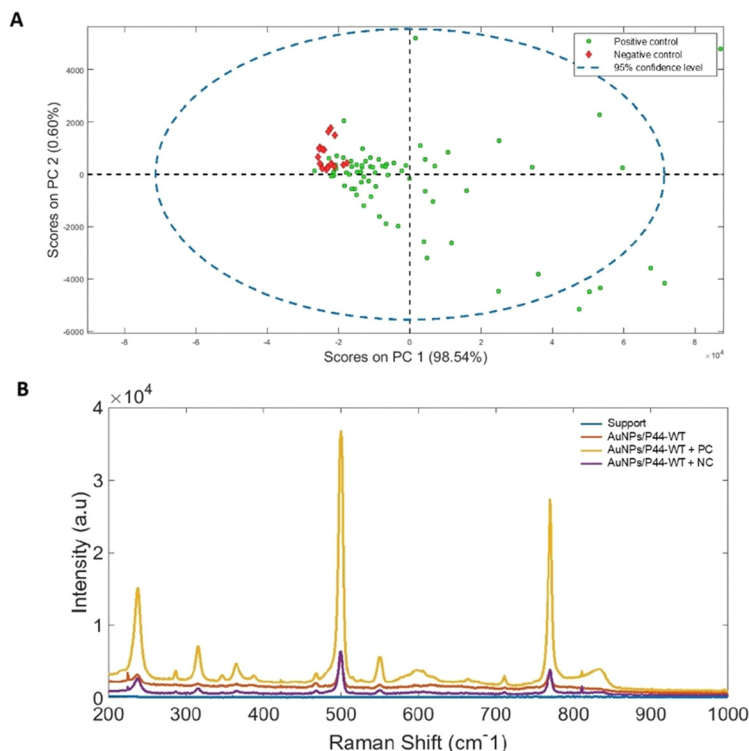 A
Positive control
Negative control
95% confidence level
4000
2000
0
-2000
-4000
-6000
Scores on PC 2 (0.60%)
-8 -6 -4 -2 0 2 4 6 8
Scores on PC 1 (98.54%)
×10⁴
B
×10⁴
Support
AuNPs/P44-WT
AuNPs/P44-WT + PC
AuNPs/P44-WT + NC
4
3
2
1
0
Intensity (a.u)
200 300 400 500 600 700 800 900 1000
Raman Shift (cm⁻¹)